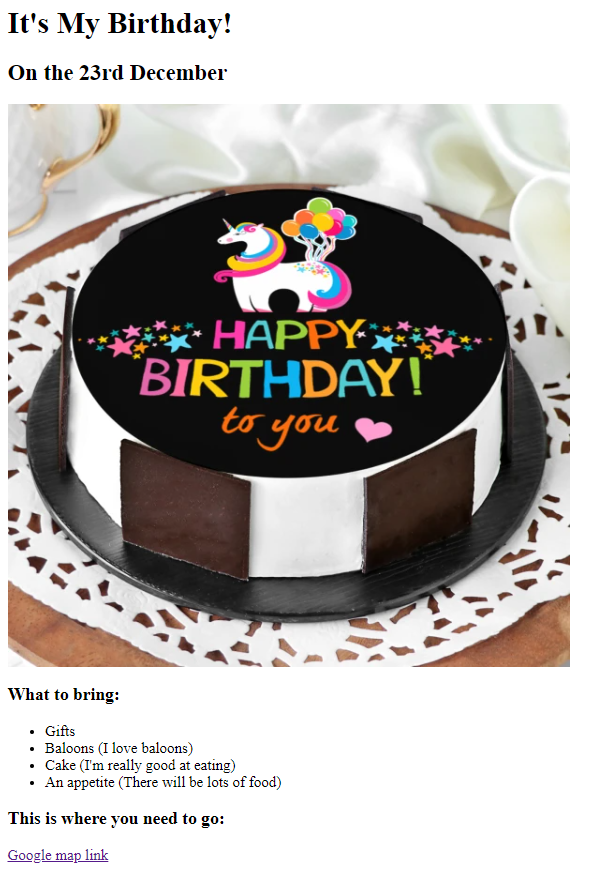 It's My Birthday!
On the 23rd December
HAPPY
BIRTHDAY!
to you
What to bring:
Gifts
Baloons (I love baloons)
Cake (I'm really good at eating)
An appetite (There will be lots of food)
This is where you need to go:
Google map link